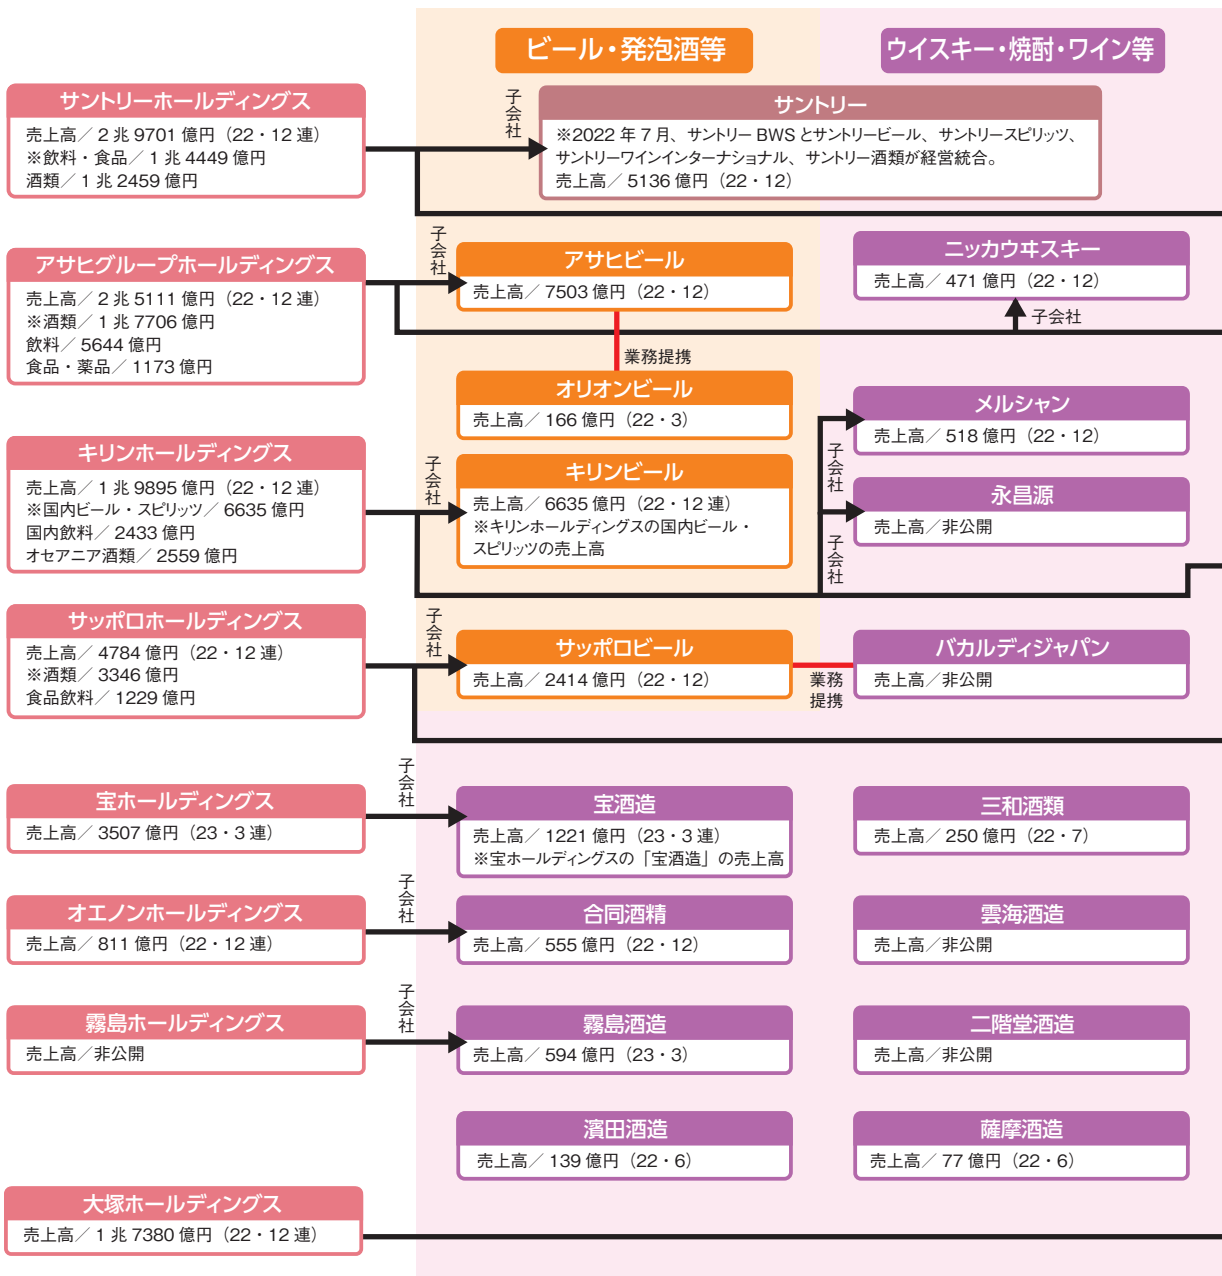 ビール・発泡酒等
ウイスキー・焼酎・ワイン等
サントリーホールディングス
売上高／2兆9701億円（22・12連）
※飲料・食品／1兆4449億円
酒類／1兆2459億円
子会社
サントリー
※2022年7月、サントリーBWSとサントリービール、サントリースピリッツ、
サントリーワインインターナショナル、サントリー酒類が経営統合。
売上高／5136億円（22・12）
アサヒグループホールディングス
売上高／2兆5111億円（22・12連）
※酒類／1兆7706億円
飲料／5644億円
食品・薬品／1173億円
子会社
アサヒビール
売上高／7503億円（22・12）
ニッカウヰスキー
売上高／471億円（22・12）
子会社
業務提携
オリオンビール
売上高／166億円（22・3）
メルシャン
売上高／518億円（22・12）
キリンホールディングス
売上高／1兆9895億円（22・12連）
※国内ビール・スピリッツ／6635億円
国内飲料／2433億円
オセアニア酒類／2559億円
子会社
キリンビール
売上高／6635億円（22・12連）
※キリンホールディングスの国内ビール・
スピリッツの売上高
子会社
永昌源
売上高／非公開
子会社
サッポロホールディングス
売上高／4784億円（22・12連）
※酒類／3346億円
食品飲料／1229億円
子会社
サッポロビール
売上高／2414億円（22・12）
業務
提携
バカルディジャパン
売上高／非公開
宝ホールディングス
売上高／3507億円（23・3連）
子会社
宝酒造
売上高／1221億円（23・3連）
※宝ホールディングスの「宝酒造」の売上高
三和酒類
売上高／250億円（22・7）
オエノンホールディングス
売上高／811億円（22・12連）
子会社
合同酒精
売上高／555億円（22・12）
雲海酒造
売上高／非公開
霧島ホールディングス
売上高／非公開
子会社
霧島酒造
売上高／594億円（23・3）
二階堂酒造
売上高／非公開
濵田酒造
売上高／139億円（22・6）
薩摩酒造
売上高／77億円（22・6）
大塚ホールディングス
売上高／1兆7380億円（22・12連）